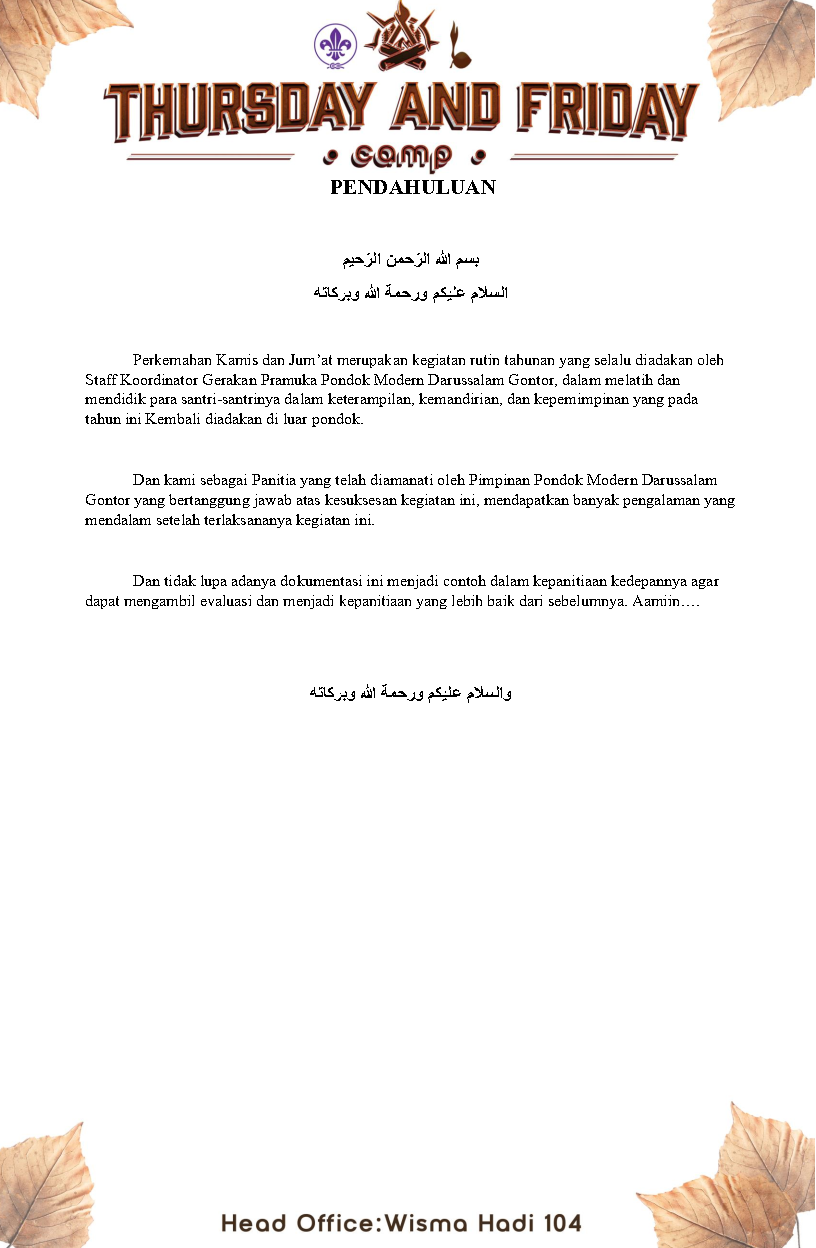 THURSDAY AND FRIDAY
• camp •
PENDAHULUAN
بسم الله الرّحمن الرّحيم
السلام عليكم ورحمة الله وبركاته
Perkemahan Kamis dan Jum’at merupakan kegiatan rutin tahunan yang selalu diadakan oleh
Staff Koordinator Gerakan Pramuka Pondok Modern Darussalam Gontor, dalam melatih dan
mendidik para santri-santrinya dalam keterampilan, kemandirian, dan kepemimpinan yang pada
tahun ini Kembali diadakan di luar pondok.
Dan kami sebagai Panitia yang telah diamanati oleh Pimpinan Pondok Modern Darussalam
Gontor yang bertanggung jawab atas kesuksesan kegiatan ini, mendapatkan banyak pengalaman yang
mendalam setelah terlaksananya kegiatan ini.
Dan tidak lupa adanya dokumentasi ini menjadi contoh dalam kepanitiaan kedepannya agar
dapat mengambil evaluasi dan menjadi kepanitiaan yang lebih baik dari sebelumnya. Aamiin….
والسلام عليكم ورحمة الله وبركاته
Head Office:Wisma Hadi 104